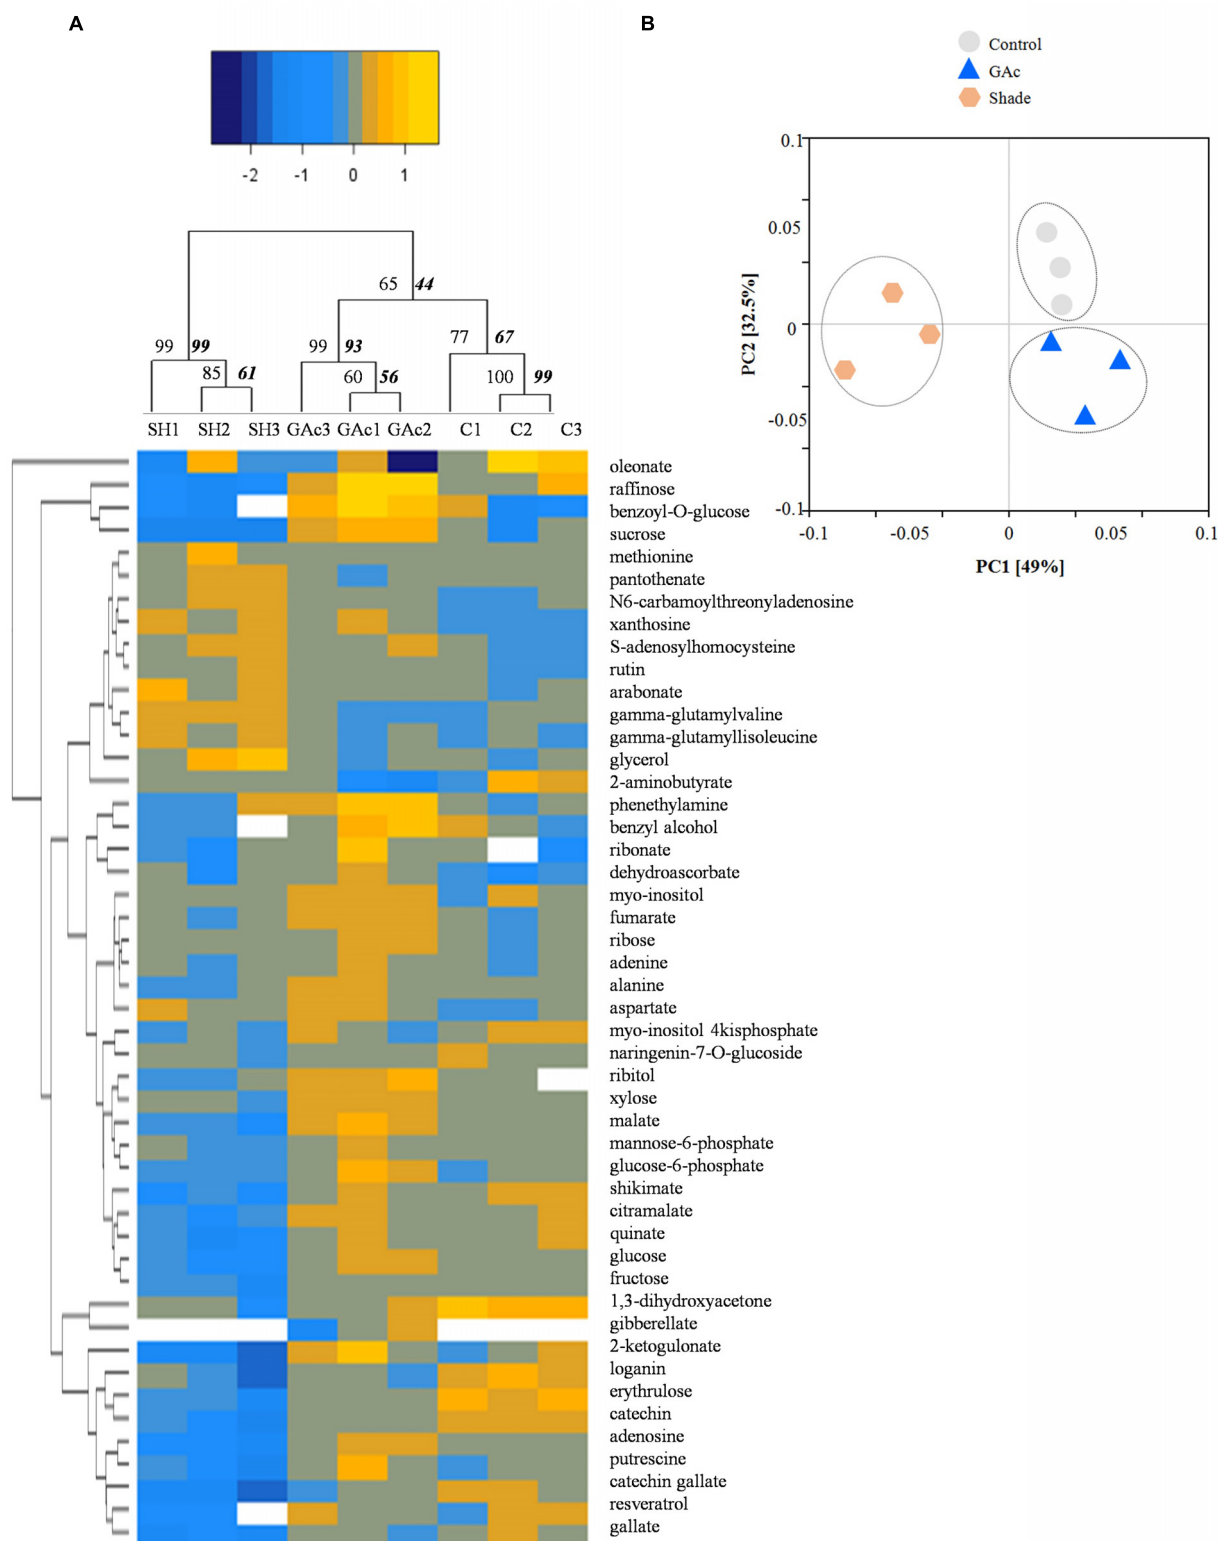 A
B
Control
GAc
Shade
-2 -1 0 1
65 44
99 99
85 61
99 93
60 56
77 67
100 99
SH1 SH2 SH3 GAc3 GAc1 GAc2 C1 C2 C3
oleonate
raffinose
benzoyl-O-glucose
sucrose
methionine
pantothenate
N6-carbamoylthreonyladenosine
xanthosine
S-adenosylhomocysteine
rutin
arabonate
gamma-glutamylvaline
gamma-glutamyllisoleucine
glycerol
2-aminobutyrate
phenethylamine
benzyl alcohol
ribonate
dehydroascorbate
myo-inositol
fumarate
ribose
adenine
alanine
aspartate
myo-inositol 4kisphosphate
naringenin-7-O-glucoside
ribitol
xylose
malate
mannose-6-phosphate
glucose-6-phosphate
shikimate
citramalate
quinate
glucose
fructose
1,3-dihydroxyacetone
gibberellate
2-ketogulonate
loganin
erythrulose
catechin
adenosine
putrescine
catechin gallate
resveratrol
gallate
0.1
0.05
0
-0.05
-0.1
PC2 [32.5%]
-0.1 -0.05 0 0.05 0.1
PC1 [49%]